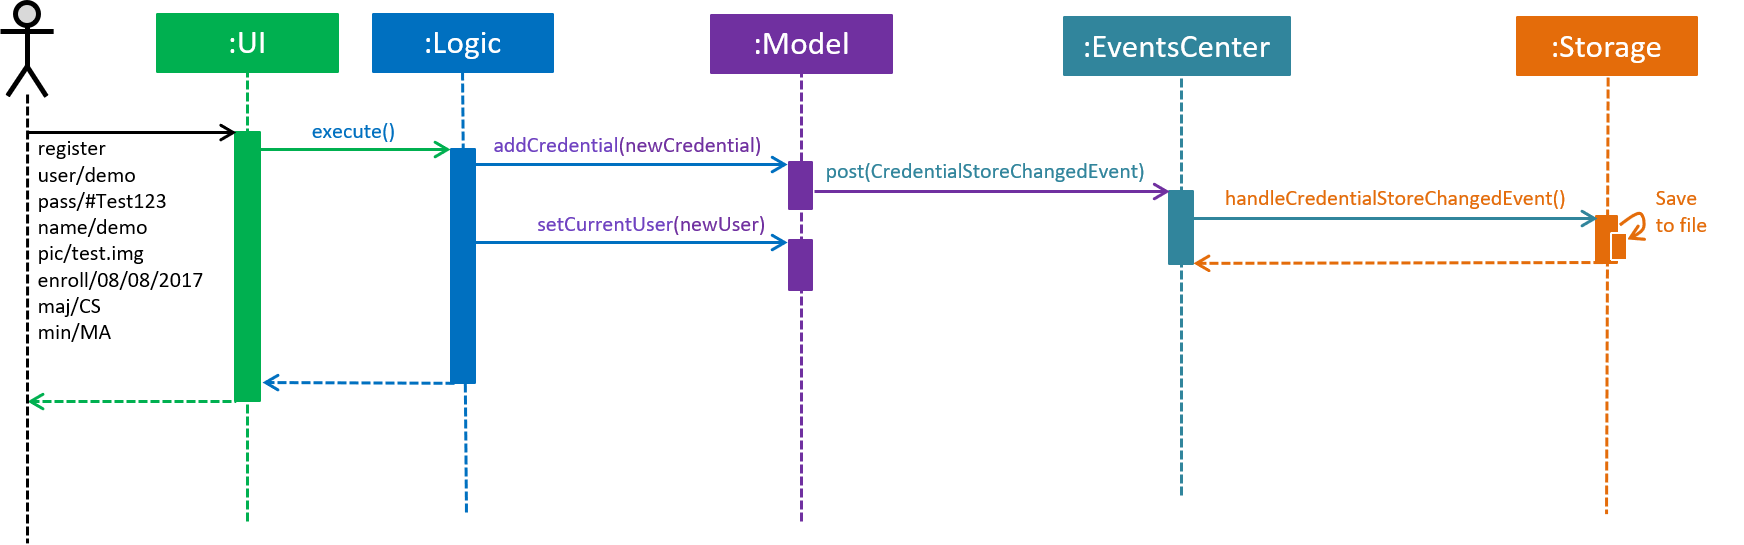 :UI
:Logic
:Model
:EventsCenter
:Storage
register
user/demo
pass/#Test123
name/demo
pic/test.img
enroll/08/08/2017
maj/CS
min/MA
execute()
addCredential(newCredential)
setCurrentUser(newUser)
post(CredentialStoreChangedEvent)
handleCredentialStoreChangedEvent()
Save
to file